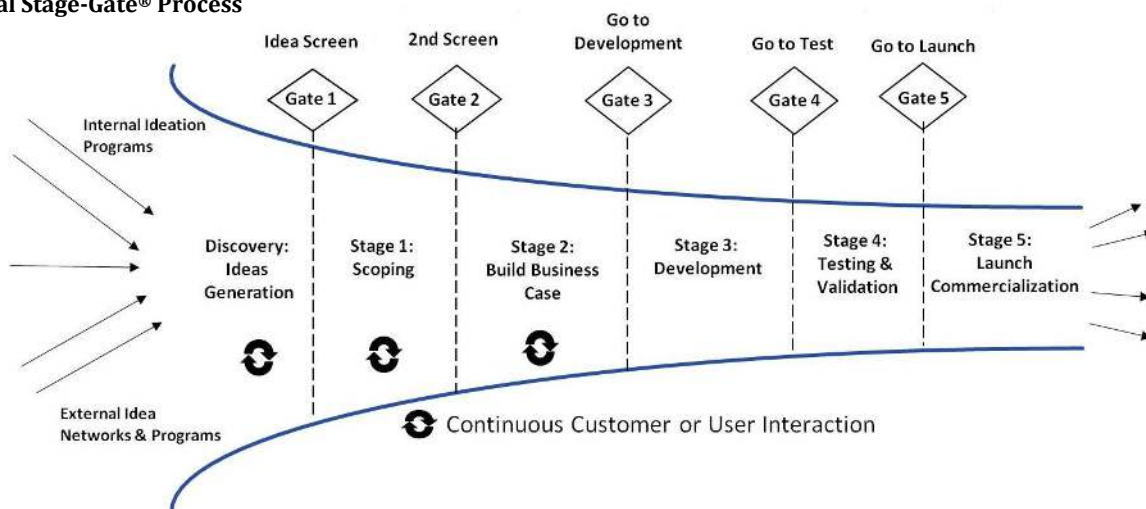 al Stage-Gate® Process
Idea Screen
2nd Screen
Go to
Development
Go to Test
Go to Launch
Gate 1
Gate 2
Gate 3
Gate 4
Gate 5
Internal Ideation
Programs
Discovery:
Ideas
Generation
Stage 1:
Scoping
Stage 2:
Build Business
Case
Stage 3:
Development
Stage 4:
Testing &
Validation
Stage 5:
Launch
Commercialization
External Idea
Networks & Programs
Continuous Customer or User Interaction